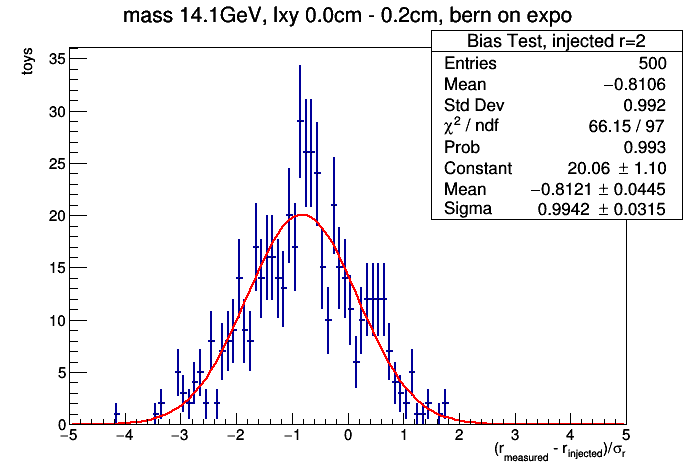 mass 14.1GeV, lxy 0.0cm - 0.2cm, bern on expo
Bias Test, injected r=2
Entries 500
Mean −0.8106
Std Dev 0.992
χ² / ndf 66.15 / 97
Prob 0.993
Constant 20.06 ± 1.10
Mean −0.8121 ± 0.0445
Sigma 0.9942 ± 0.0315
toys
35
30
25
20
15
10
5
0
−5 −4 −3 −2 −1 0 1 2 3 4 5
(r_measured - r_injected)/σ_r